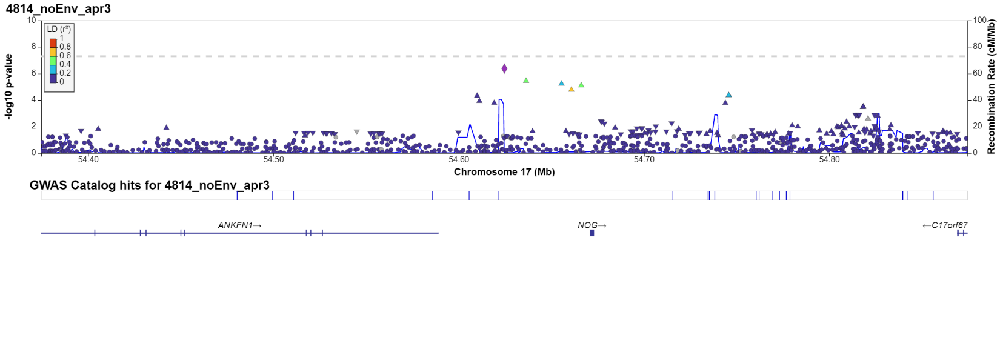 4814_noEnv_apr3
10
8
6
4
2
0
-log10 p-value
LD (r²)
1
0.8
0.6
0.4
0.2
0
100
80
60
40
20
0
Recombination Rate (cM/Mb)
54.40
54.50
54.60
54.70
54.80
Chromosome 17 (Mb)
GWAS Catalog hits for 4814_noEnv_apr3
ANKFN1→
NOG→
←C17orf67